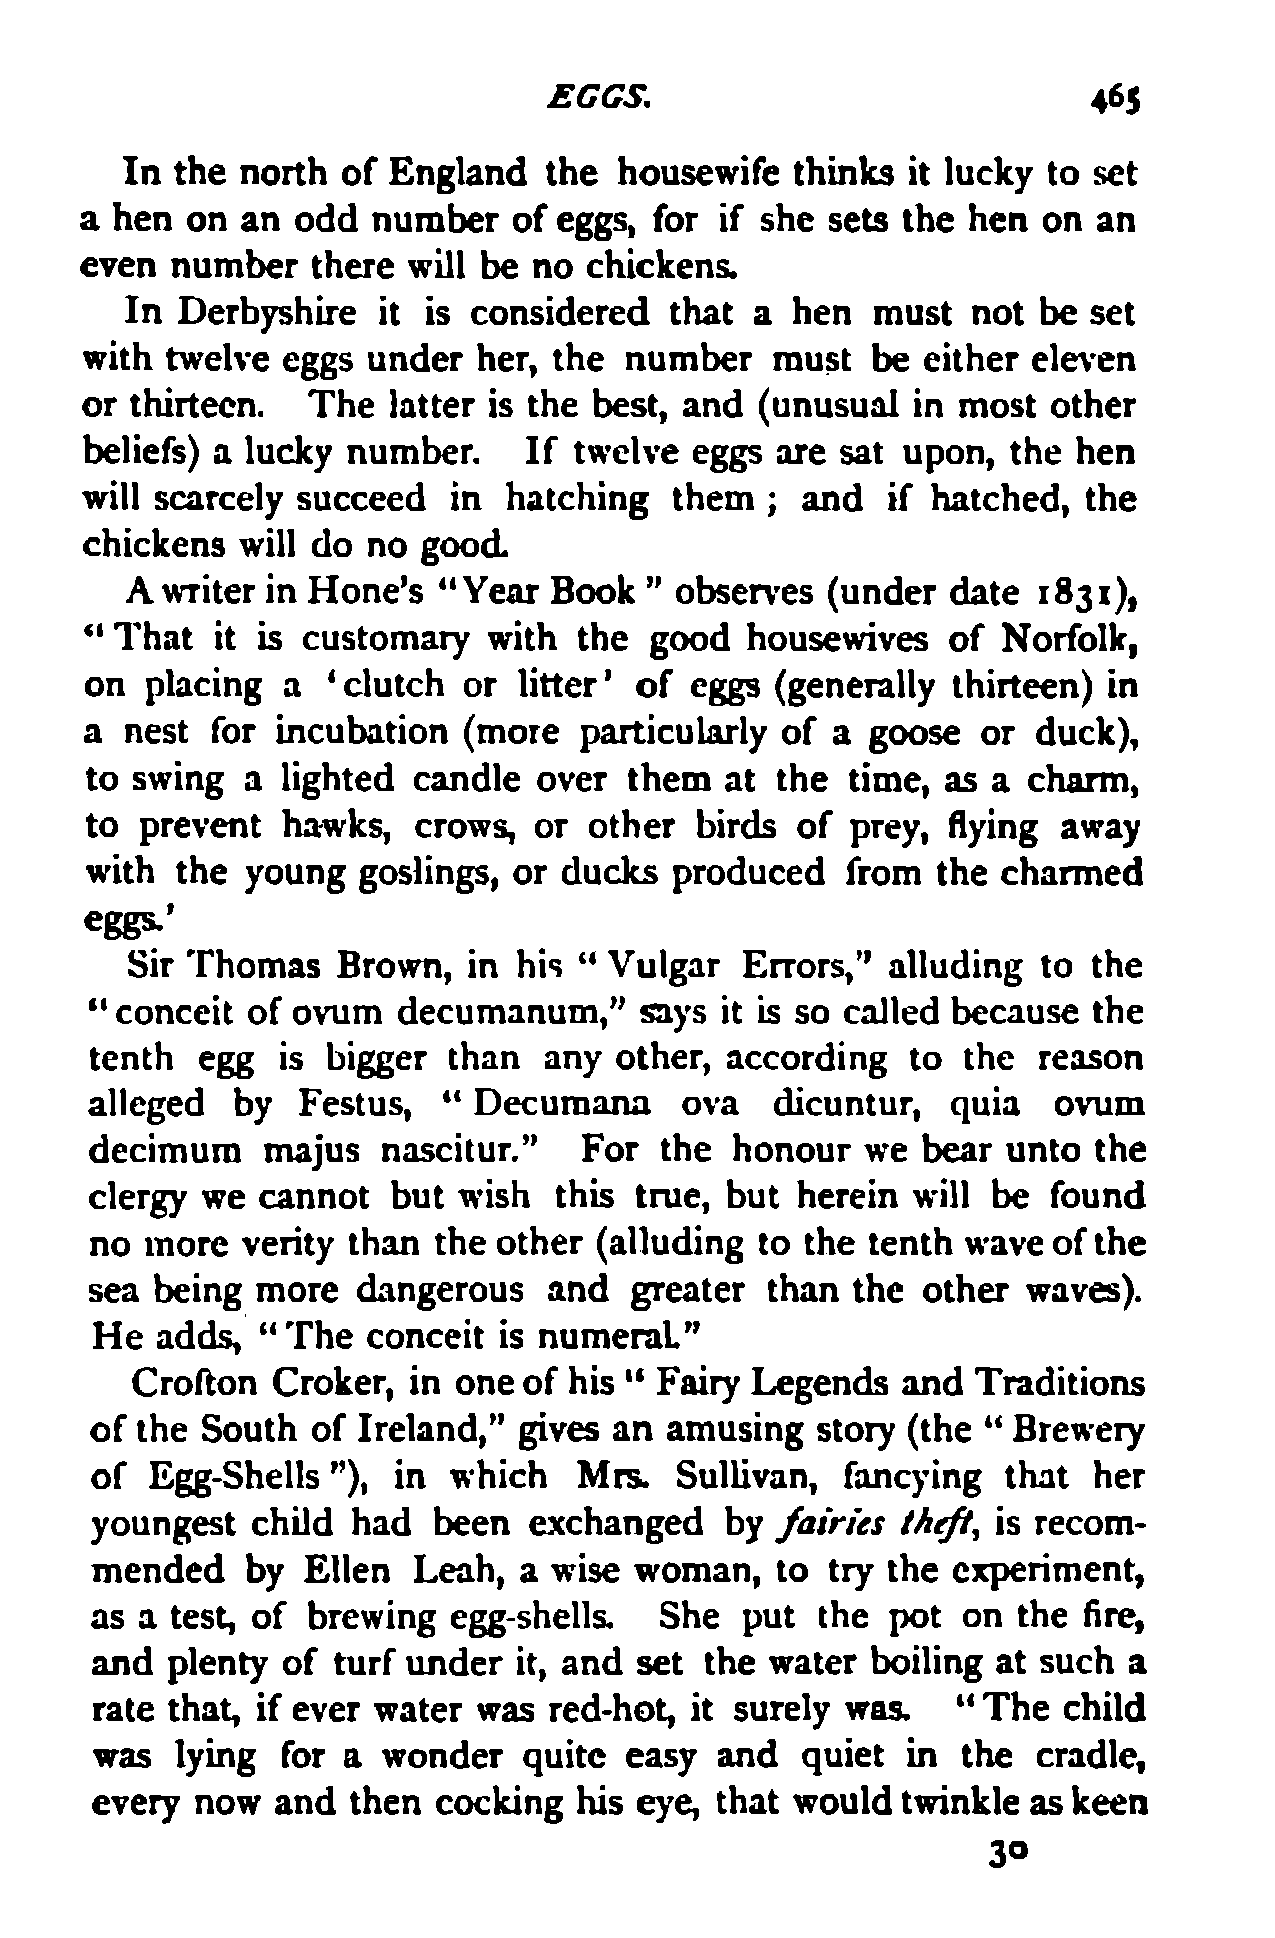 EGGS. 465
In the north of England the housewife thinks it lucky to set
a hen on an odd number of eggs, for if she sets the hen on an
even number there will be no chickens.
In Derbyshire it is considered that a hen must not be set
with twelve eggs under her, the number must be either eleven
or thirteen. The latter is the best, and (unusual in most other
beliefs) a lucky number. If twelve eggs are sat upon, the hen
will scarcely succeed in hatching them ; and if hatched, the
chickens will do no good.
A writer in Hone's "Year Book" observes (under date 1831),
"That it is customary with the good housewives of Norfolk,
on placing a 'clutch or litter' of eggs (generally thirteen) in
a nest for incubation (more particularly of a goose or duck),
to swing a lighted candle over them at the time, as a charm,
to prevent hawks, crows, or other birds of prey, flying away
with the young goslings, or ducks produced from the charmed
eggs.'
Sir Thomas Brown, in his "Vulgar Errors," alluding to the
"conceit of ovum decumanum," says it is so called because the
tenth egg is bigger than any other, according to the reason
alleged by Festus, "Decumana ova dicuntur, quia ovum
decimum majus nascitur." For the honour we bear unto the
clergy we cannot but wish this true, but herein will be found
no more verity than the other (alluding to the tenth wave of the
sea being more dangerous and greater than the other waves).
He adds, "The conceit is numeral."
Crofton Croker, in one of his "Fairy Legends and Traditions
of the South of Ireland," gives an amusing story (the "Brewery
of Egg-Shells"), in which Mrs. Sullivan, fancying that her
youngest child had been exchanged by fairies theft, is recom-
mended by Ellen Leah, a wise woman, to try the experiment,
as a test, of brewing egg-shells. She put the pot on the fire,
and plenty of turf under it, and set the water boiling at such a
rate that, if ever water was red-hot, it surely was. "The child
was lying for a wonder quite easy and quiet in the cradle,
every now and then cocking his eye, that would twinkle as keen
30